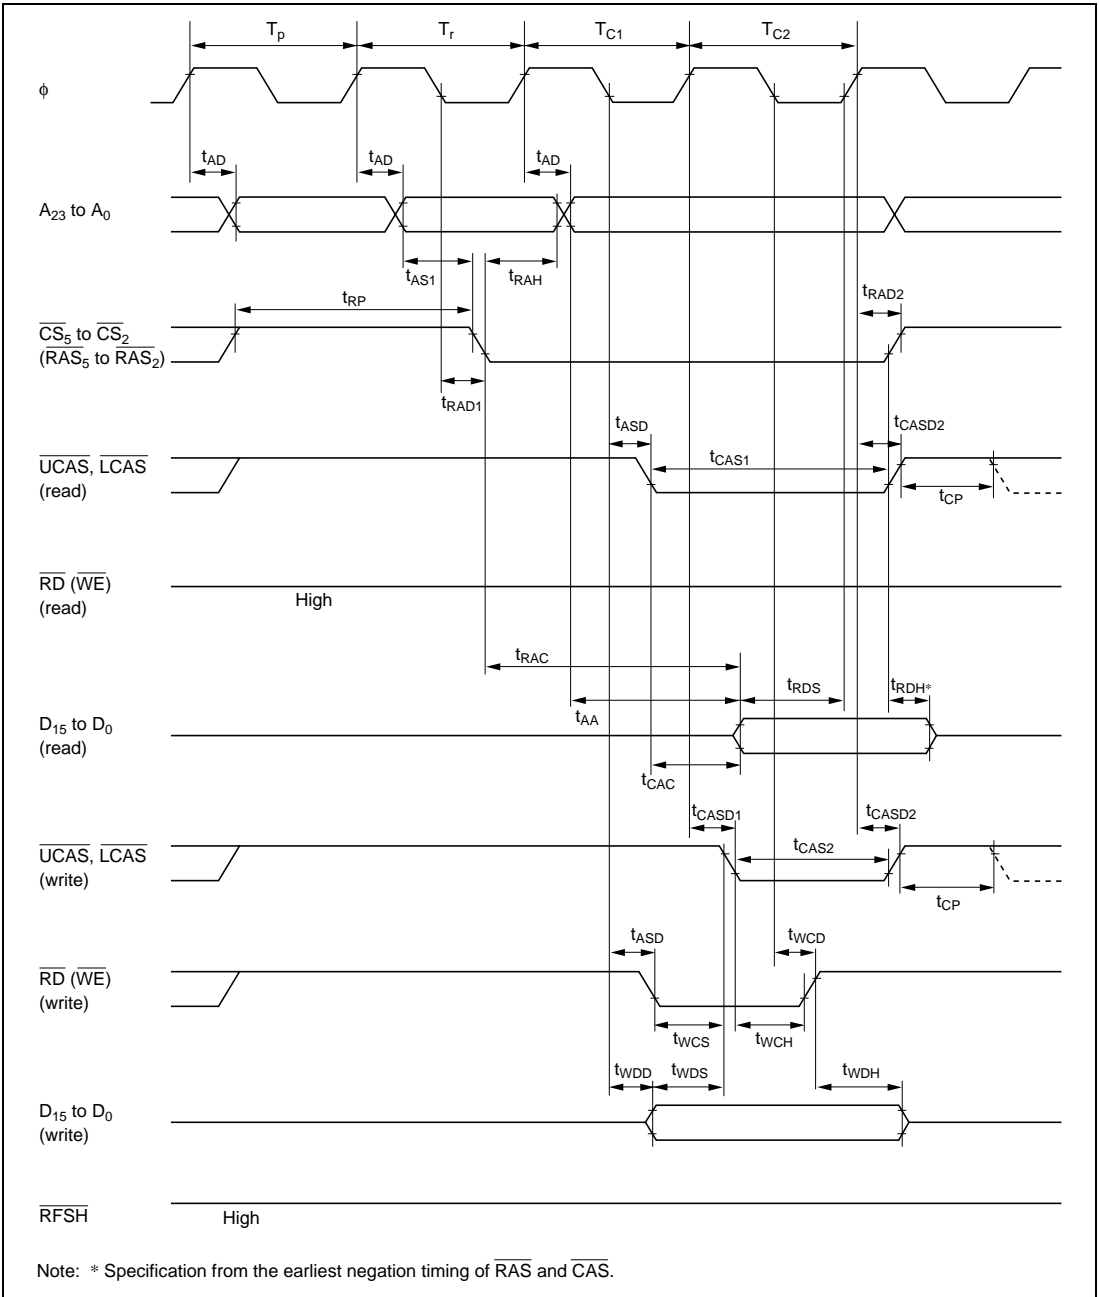 Tp Tr TC1 TC2
ϕ
tAD tAD tAD
A23 to A0
tAS1 tRAH
tRP tRAD2
CS5 to CS2
(RAS5 to RAS2)
tRAD1
tASD tCASD2
UCAS, LCAS
(read)
tCAS1
tCP
RD (WE)
(read)
High
tRAC
tRDS tRDH*
tAA
D15 to D0
(read)
tCAC
tCASD1 tCASD2
UCAS, LCAS
(write)
tCAS2
tCP
tASD tWCD
RD (WE)
(write)
tWCS tWCH
tWDD tWDS tWDH
D15 to D0
(write)
RFSH
High
Note: * Specification from the earliest negation timing of RAS and CAS.